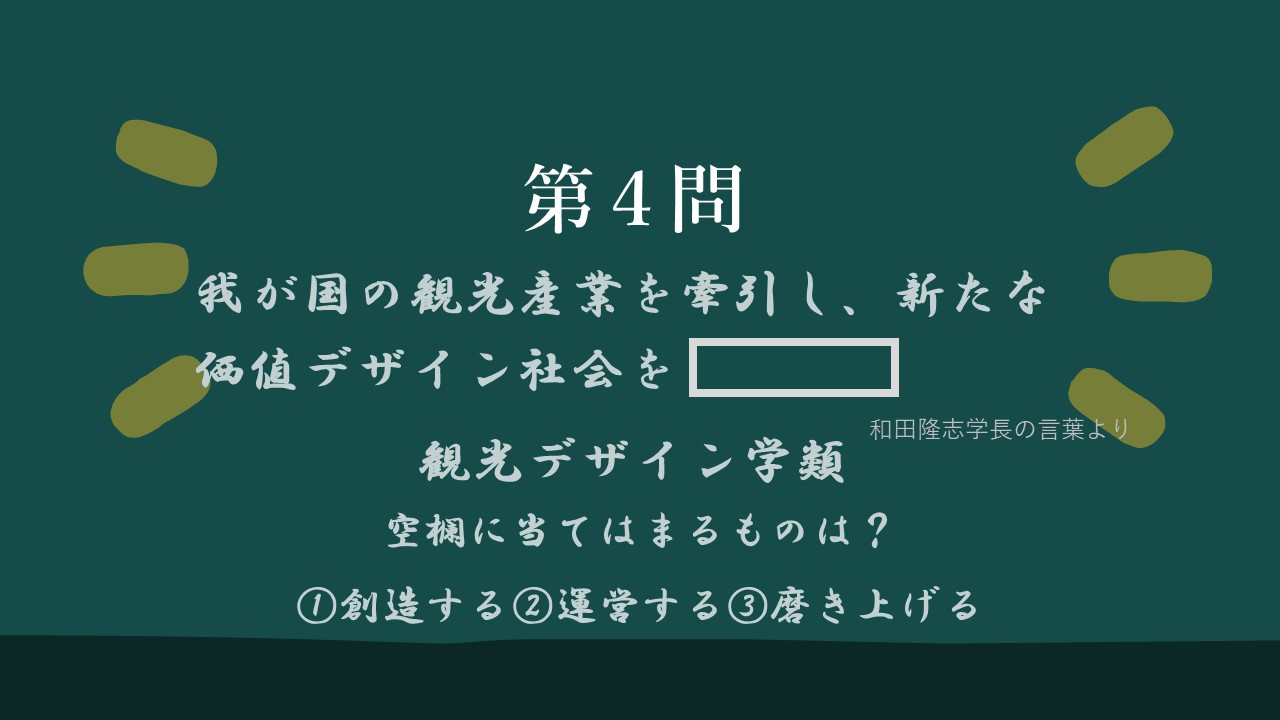 第4問
我が国の観光産業を牽引し、新たな
価値デザイン社会を
和田隆志学長の言葉より
観光デザイン学類
空欄に当てはまるものは？
①創造する②運営する③磨き上げる